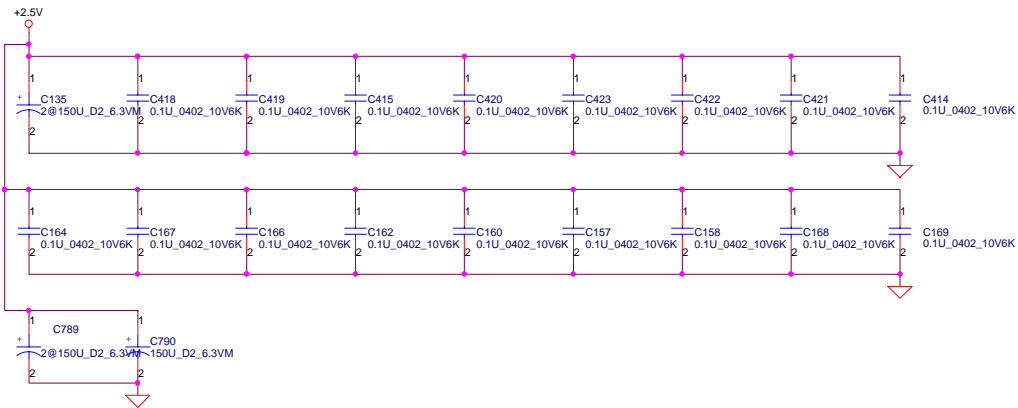 +2.5V
1 1 1 1 1 1 1 1 1
+ C135 C418 C419 C415 C420 C423 C422 C421 C414
2@150U_D2_6.3VM 0.1U_0402_10V6K 0.1U_0402_10V6K 0.1U_0402_10V6K 0.1U_0402_10V6K 0.1U_0402_10V6K 0.1U_0402_10V6K 0.1U_0402_10V6K 0.1U_0402_10V6K
2 2 2 2 2 2 2 2 2
1 1 1 1 1 1 1 1 1
C164 C167 C166 C162 C160 C157 C158 C168 C169
0.1U_0402_10V6K 0.1U_0402_10V6K 0.1U_0402_10V6K 0.1U_0402_10V6K 0.1U_0402_10V6K 0.1U_0402_10V6K 0.1U_0402_10V6K 0.1U_0402_10V6K 0.1U_0402_10V6K
2 2 2 2 2 2 2 2 2
1 1
C789
+ + C790
2@150U_D2_6.3VM 150U_D2_6.3VM
2 2